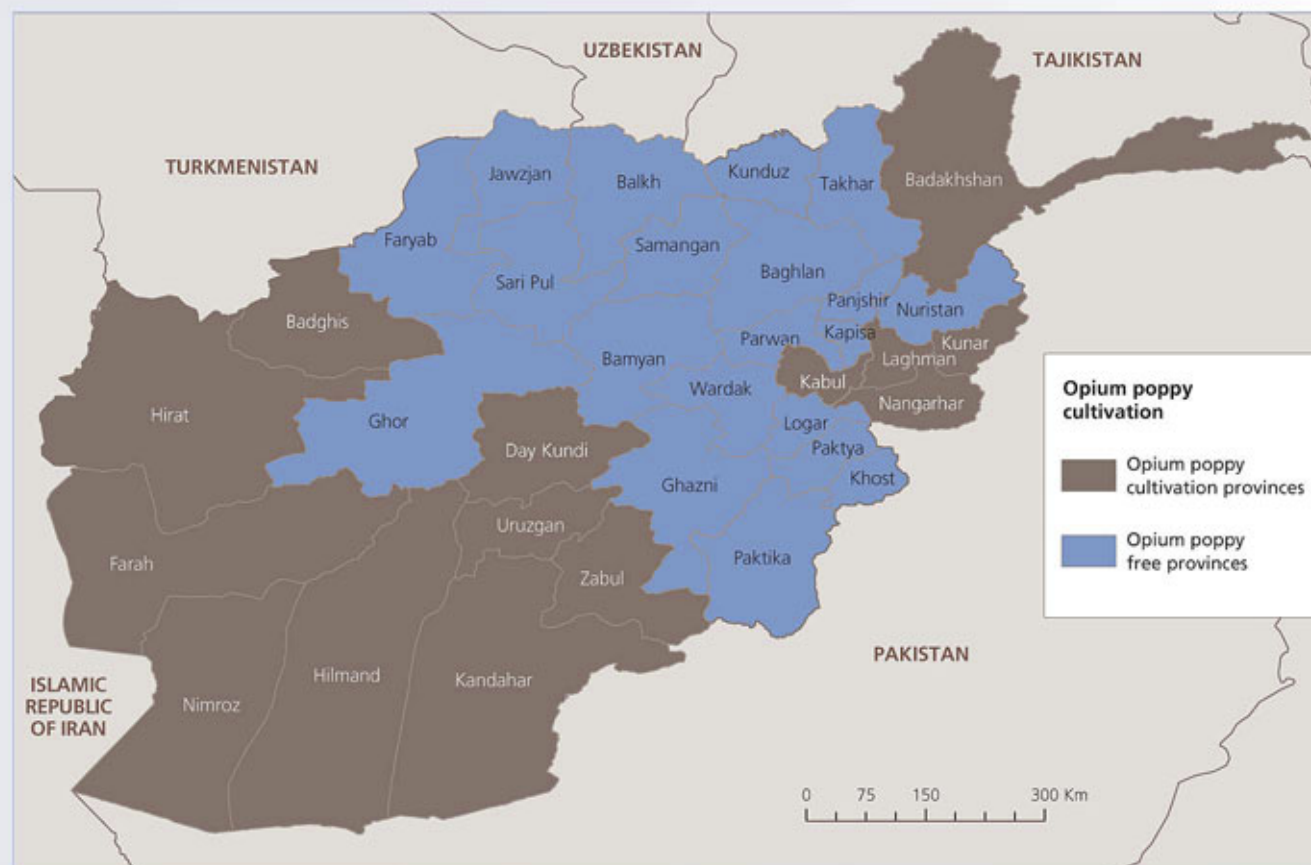 UZBEKISTAN
TAJIKISTAN
TURKMENISTAN
Jawzjan
Balkh
Kunduz
Takhar
Badakhshan
Faryab
Samangan
Sari Pul
Baghlan
Panjshir
Nuristan
Badghis
Bamyan
Parwan
Kapisa
Kunar
Laghman
Kabul
Wardak
Nangarhar
Hirat
Ghor
Logar
Day Kundi
Paktya
Ghazni
Khost
Uruzgan
Farah
Zabul
Paktika
Hilmand
Kandahar
Nimroz
PAKISTAN
ISLAMIC
REPUBLIC
OF IRAN
Opium poppy
cultivation
Opium poppy
cultivation provinces
Opium poppy
free provinces
0 75 150 300 Km